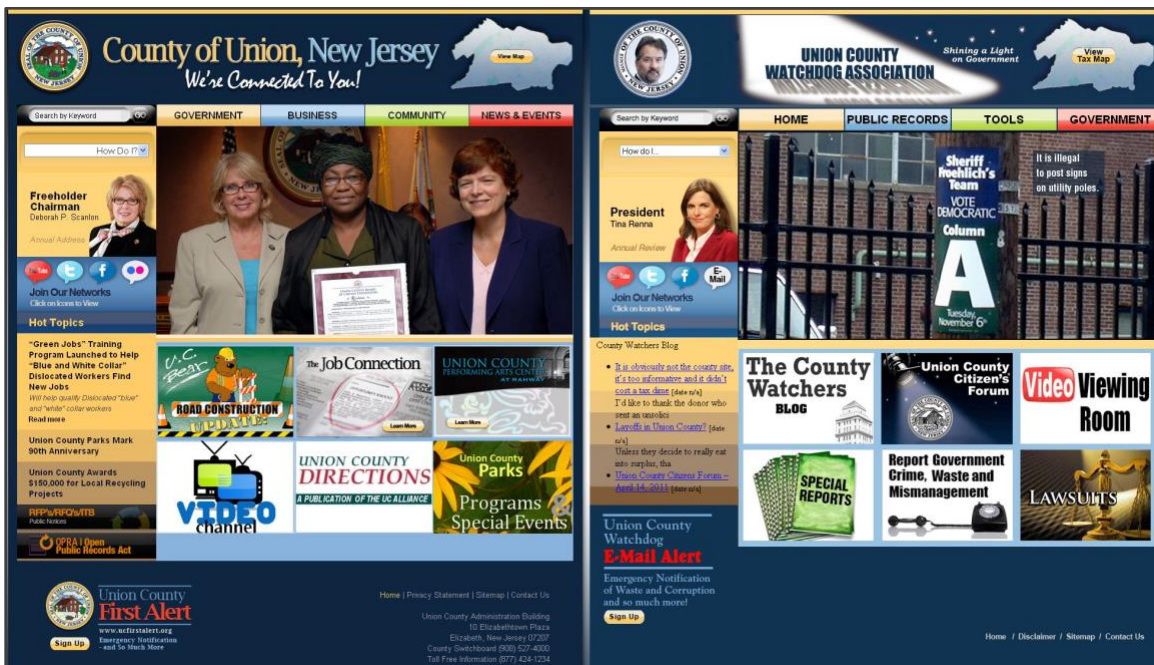 County of Union, New Jersey
We're Connected To You!
View Map
Search by Keyword
GO
GOVERNMENT
BUSINESS
COMMUNITY
NEWS & EVENTS
How Do I?
Freeholder
Chairman
Deborah P. Scanlon
Annual Address
YouTube
Join Our Networks
Click on Icons to View
Hot Topics
"Green Jobs" Training
Program Launched to Help
"Blue and White Collar"
Dislocated Workers Find
New Jobs
Will help qualify Dislocated "blue"
and "white" collar workers
Read more
Union County Parks Mark
90th Anniversary
Union County Awards
$150,000 for Local Recycling
Projects
RFP's/RFQ's/ITB
Public Notices
OPRA | Open
Public Records Act
U.C. Bear
ROAD CONSTRUCTION
UPDATE!
The Job Connection
Learn More
UNION COUNTY
PERFORMING ARTS CENTER
AT RAHWAY
Learn More
VIDEO
channel
UNION COUNTY
DIRECTIONS
A PUBLICATION OF THE UC ALLIANCE
Union County
Parks
Programs &
Special Events
Union County
First Alert
www.ucfirstalert.org
Emergency Notification
- and So Much More
Sign Up
Home | Privacy Statement | Sitemap | Contact Us
Union County Administration Building
10 Elizabethtown Plaza
Elizabeth, New Jersey 07207
County Switchboard (908) 527-4000
Toll Free Information (877) 424-1234
UNION COUNTY
WATCHDOG ASSOCIATION
Shining a Light
on Government
View
Tax Map
Search by Keyword
GO
HOME
PUBLIC RECORDS
TOOLS
GOVERNMENT
How do I...
President
Tina Renna
Annual Review
YouTube
E-
Mail
Join Our Networks
Click on Icons to View
Hot Topics
Sheriff
Froehlich's
Team
VOTE
DEMOCRATIC
Column
A
Tuesday,
November 6th
It is illegal
to post signs
on utility poles.
County Watchers Blog
It is obviously not the county site,
it's too informative and it didn't
cost a tax dime [date n/a]
I'd like to thank the donor who
sent an unsolici
Layoffs in Union County? [date
n/a]
Unless they decide to really eat
into surplus, tha
Union County Citizens Forum –
April 14, 2011 [date n/a]
The County
Watchers
BLOG
Union County
Citizen's
Forum
Video Viewing
Room
SPECIAL
REPORTS
Report Government
Crime, Waste and
Mismanagement
LAWSUITS
Union County
Watchdog
E-Mail Alert
Emergency Notification
of Waste and Corruption
and so much more!
Sign Up
Home / Disclaimer / Sitemap / Contact Us